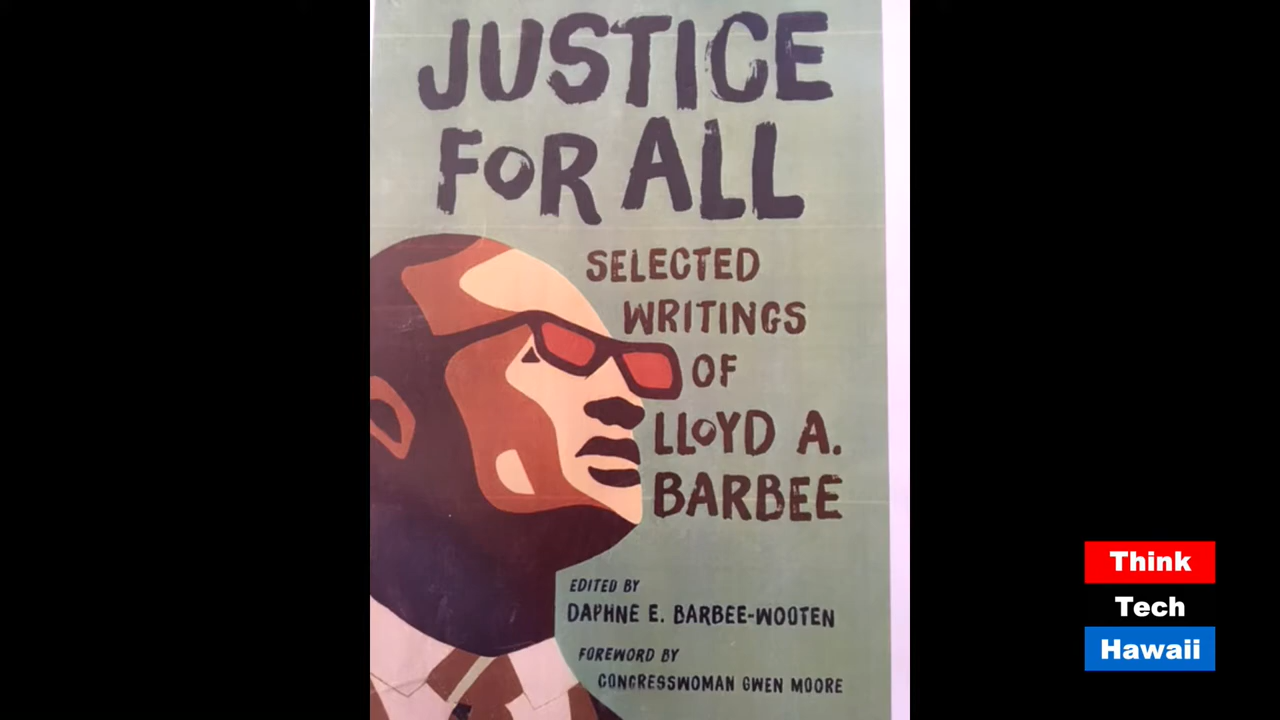 JUSTICE
FOR ALL
SELECTED
WRITINGS
OF
LLOYD A.
BARBEE
EDITED BY
DAPHNE E. BARBEE-WOOTEN
FOREWORD BY
CONGRESSWOMAN GWEN MOORE
Think
Tech
Hawaii